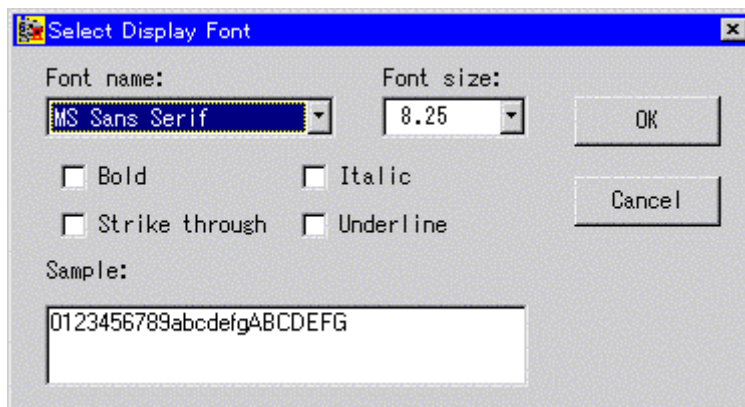 Select Display Font
Font name: Font size:
MS Sans Serif 8.25 OK
Bold Italic
Cancel
Strike through Underline
Sample:
0123456789abcdefgABCDEFG